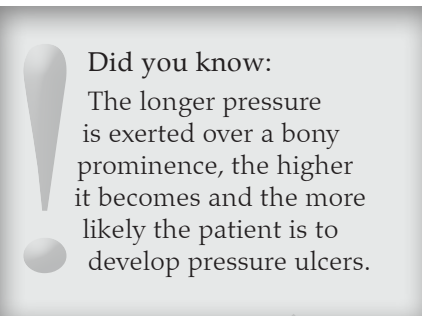 Did you know:
The longer pressure
is exerted over a bony
prominence, the higher
it becomes and the more
likely the patient is to
develop pressure ulcers.